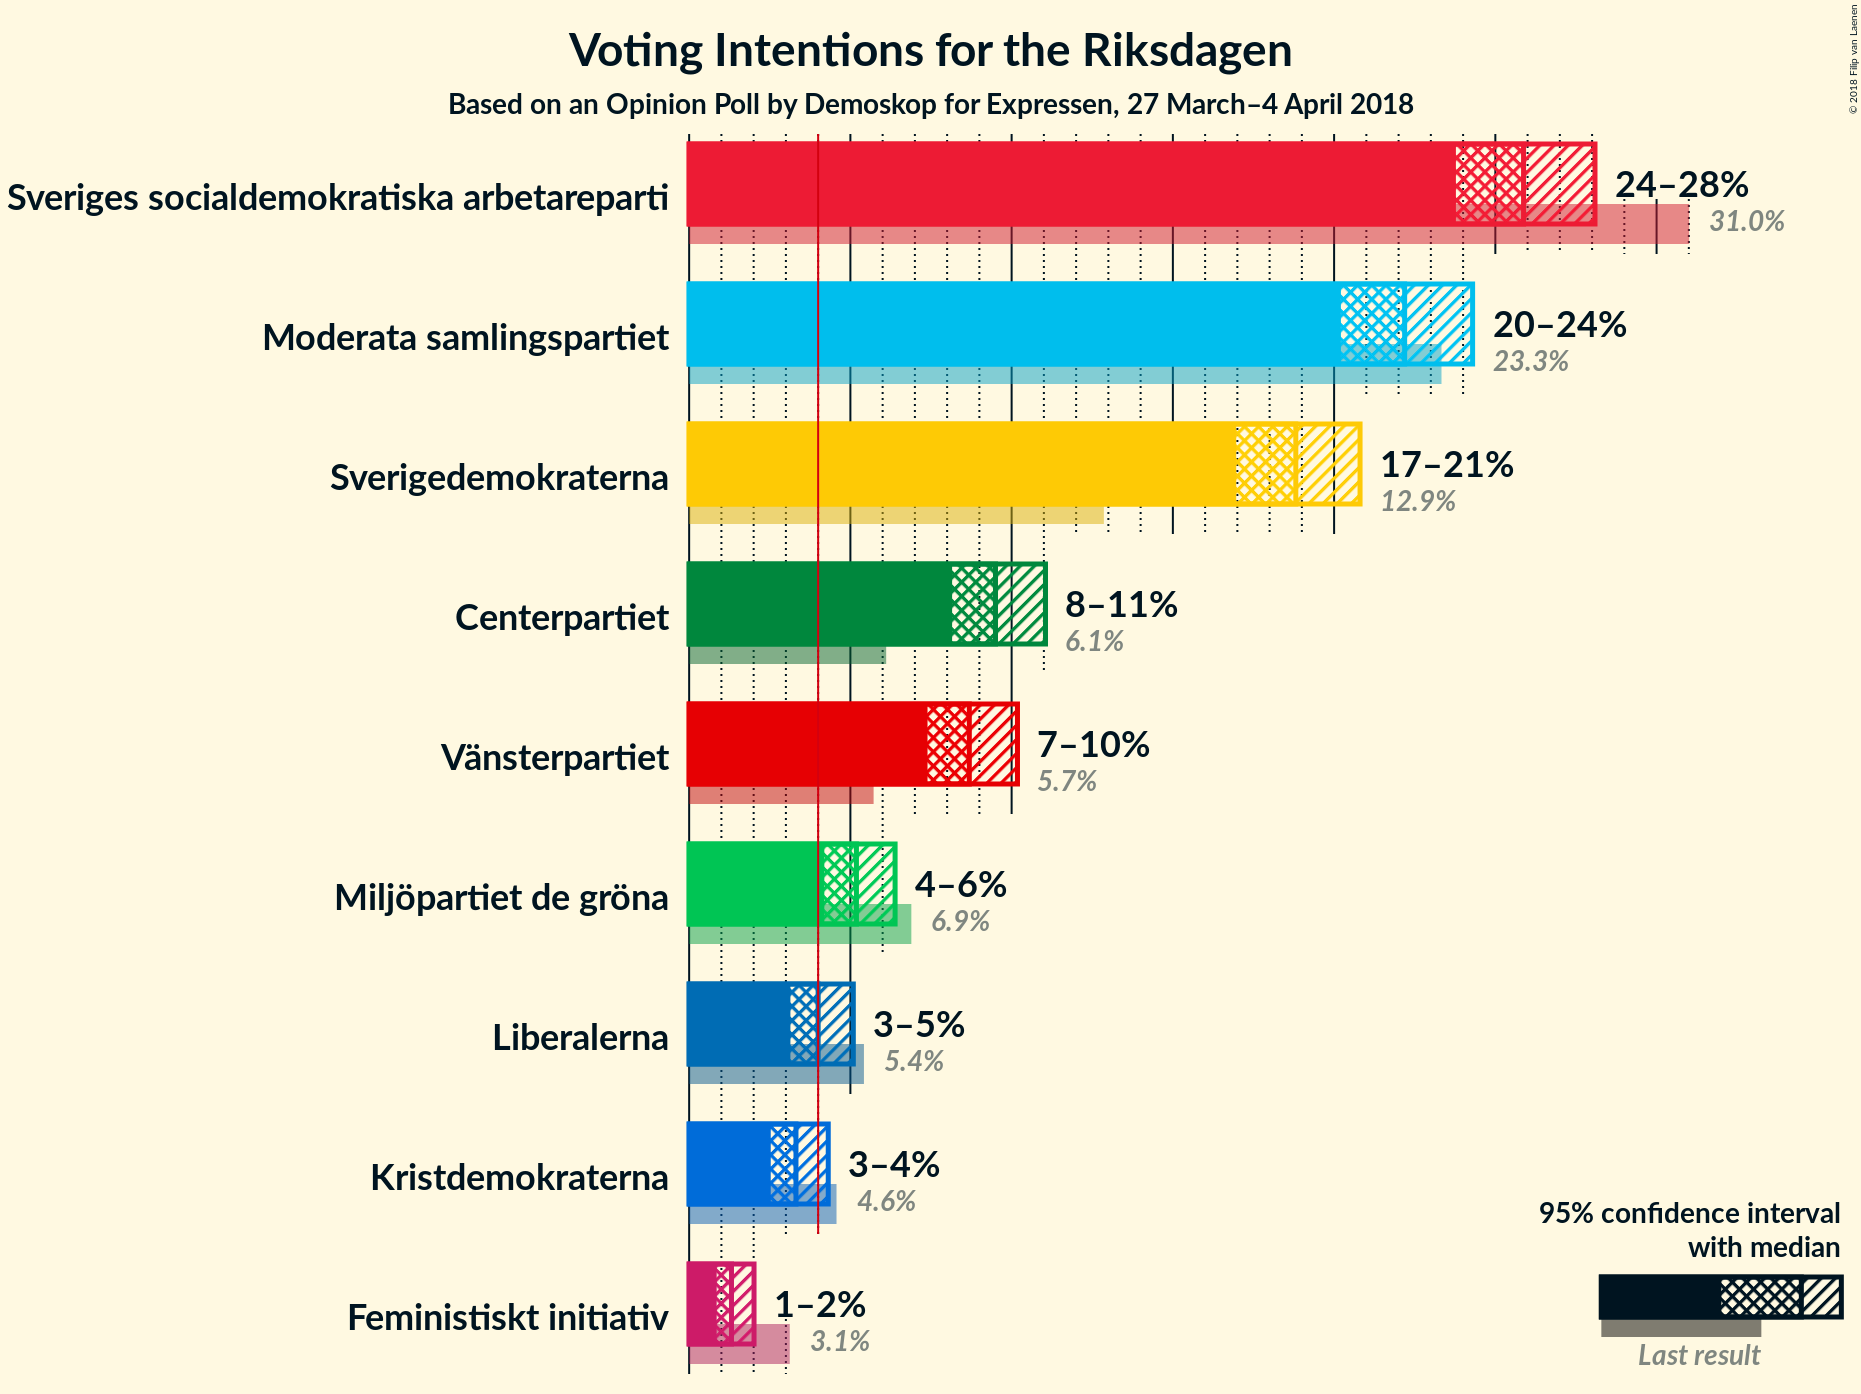 Voting Intentions for the Riksdagen
Based on an Opinion Poll by Demoskop for Expressen, 27 March–4 April 2018
© 2018 Filip van Laenen
Sveriges socialdemokratiska arbetareparti
24–28%
31.0%
Moderata samlingspartiet
20–24%
23.3%
Sverigedemokraterna
17–21%
12.9%
Centerpartiet
8–11%
6.1%
Vänsterpartiet
7–10%
5.7%
Miljöpartiet de gröna
4–6%
6.9%
Liberalerna
3–5%
5.4%
Kristdemokraterna
3–4%
4.6%
Feministiskt initiativ
1–2%
3.1%
95% confidence interval
with median
Last result